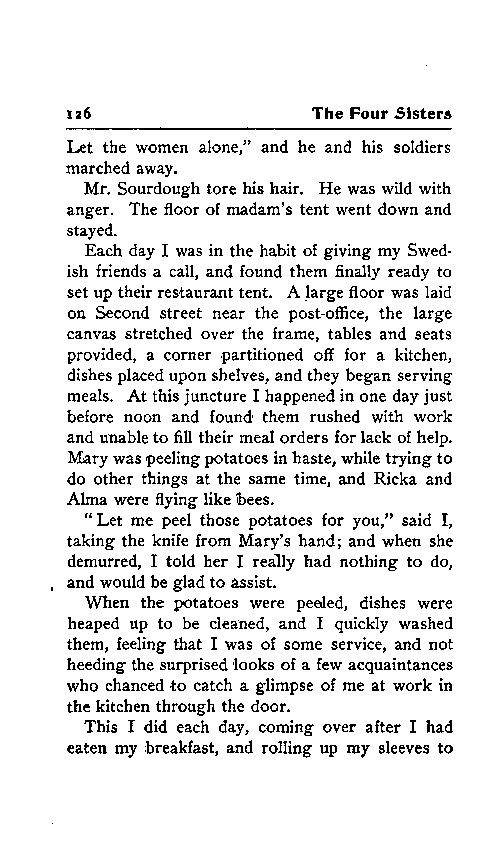 126 The Four Sisters
Let the women alone,” and he and his soldiers
marched away.
Mr. Sourdough tore his hair. He was wild with
anger. The floor of madam's tent went down and
stayed.
Each day I was in the habit of giving my Swed-
ish friends a call, and found them finally ready to
set up their restaurant tent. A large floor was laid
on Second street near the post-office, the large
canvas stretched over the frame, tables and seats
provided, a corner partitioned off for a kitchen,
dishes placed upon shelves, and they began serving
meals. At this juncture I happened in one day just
before noon and found them rushed with work
and unable to fill their meal orders for lack of help.
Mary was peeling potatoes in haste, while trying to
do other things at the same time, and Ricka and
Alma were flying like bees.
“Let me peel those potatoes for you,” said I,
taking the knife from Mary's hand; and when she
demurred, I told her I really had nothing to do,
and would be glad to assist.
When the potatoes were peeled, dishes were
heaped up to be cleaned, and I quickly washed
them, feeling that I was of some service, and not
heeding the surprised looks of a few acquaintances
who chanced to catch a glimpse of me at work in
the kitchen through the door.
This I did each day, coming over after I had
eaten my breakfast, and rolling up my sleeves to